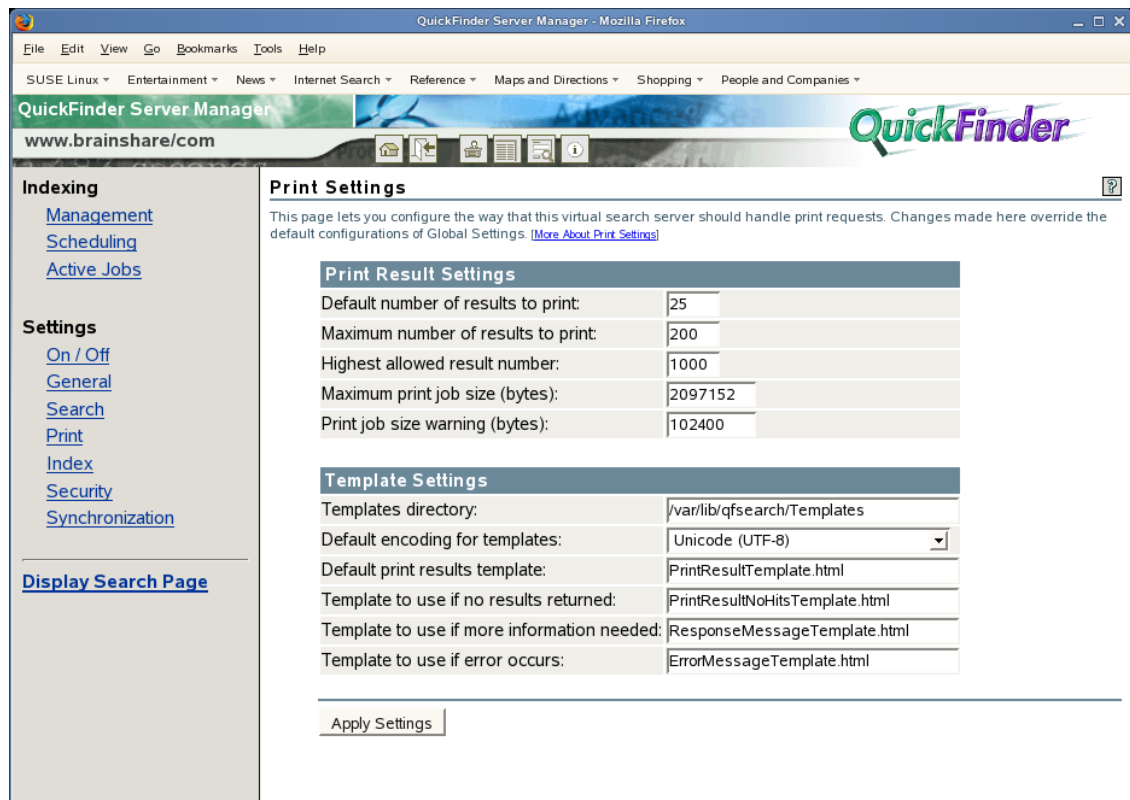 QuickFinder Server Manager - Mozilla Firefox
File Edit View Go Bookmarks Tools Help
SUSE Linux Entertainment News Internet Search Reference Maps and Directions Shopping People and Companies
QuickFinder Server Manager
www.brainshare/com
QuickFinder
Indexing
Management
Scheduling
Active Jobs
Settings
On / Off
General
Search
Print
Index
Security
Synchronization
Display Search Page
Print Settings
?
This page lets you configure the way that this virtual search server should handle print requests. Changes made here override the
default configurations of Global Settings. [More About Print Settings]
Print Result Settings
Default number of results to print: 25
Maximum number of results to print: 200
Highest allowed result number: 1000
Maximum print job size (bytes): 2097152
Print job size warning (bytes): 102400
Template Settings
Templates directory: /var/lib/qfsearch/Templates
Default encoding for templates: Unicode (UTF-8)
Default print results template: PrintResultTemplate.html
Template to use if no results returned: PrintResultNoHitsTemplate.html
Template to use if more information needed: ResponseMessageTemplate.html
Template to use if error occurs: ErrorMessageTemplate.html
Apply Settings